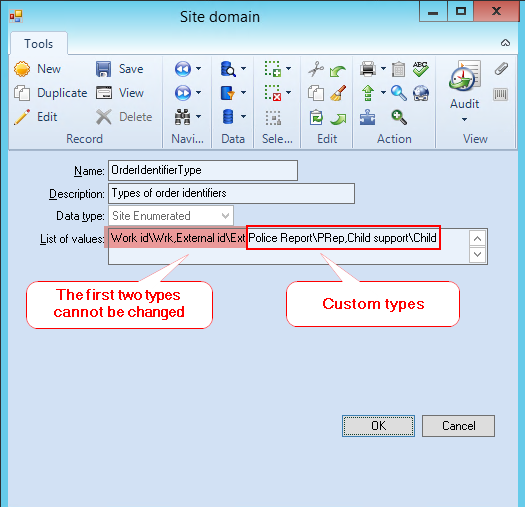 Site domain
Tools
New Save
Duplicate View
Edit Delete
ABC
Audit
Record Navi... Data Sele... Edit Action View
Name: OrderIdentifierType
Description: Types of order identifiers
Data type: Site Enumerated
List of values: Work id\Wrk,External id\Ext Police Report\PRep,Child support\Child
The first two types
cannot be changed
Custom types
OK Cancel